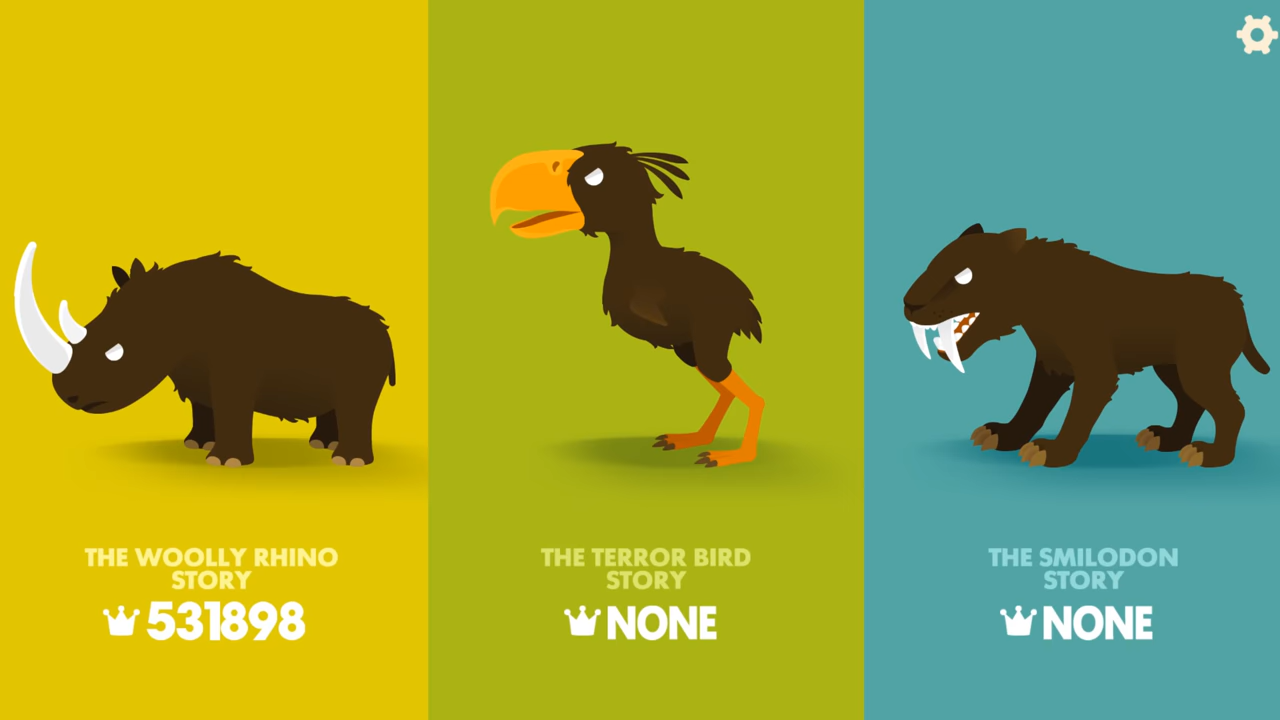 THE WOOLLY RHINO
STORY
531898
THE TERROR BIRD
STORY
NONE
THE SMILODON
STORY
NONE